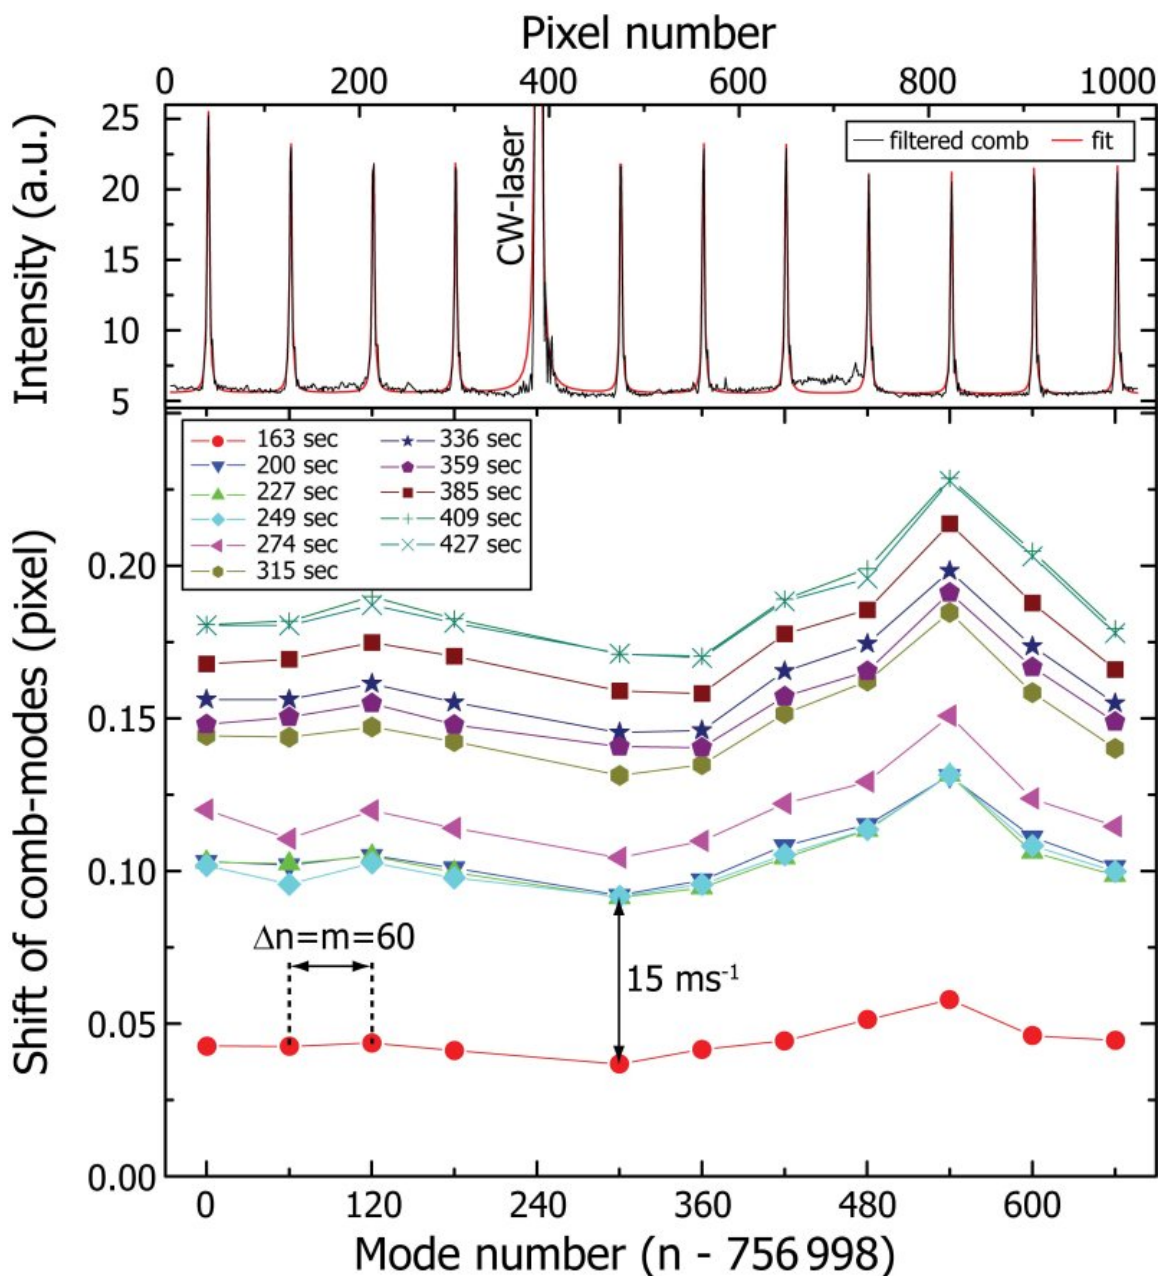 Pixel number
0 200 400 600 800 1000
Intensity (a.u.)
25
20
15
10
5
CW-laser
filtered comb fit
163 sec 336 sec
200 sec 359 sec
227 sec 385 sec
249 sec 409 sec
274 sec 427 sec
315 sec
Shift of comb-modes (pixel)
0.20
0.15
0.10
0.05
0.00
Δn=m=60
15 ms⁻¹
0 120 240 360 480 600
Mode number (n - 756 998)